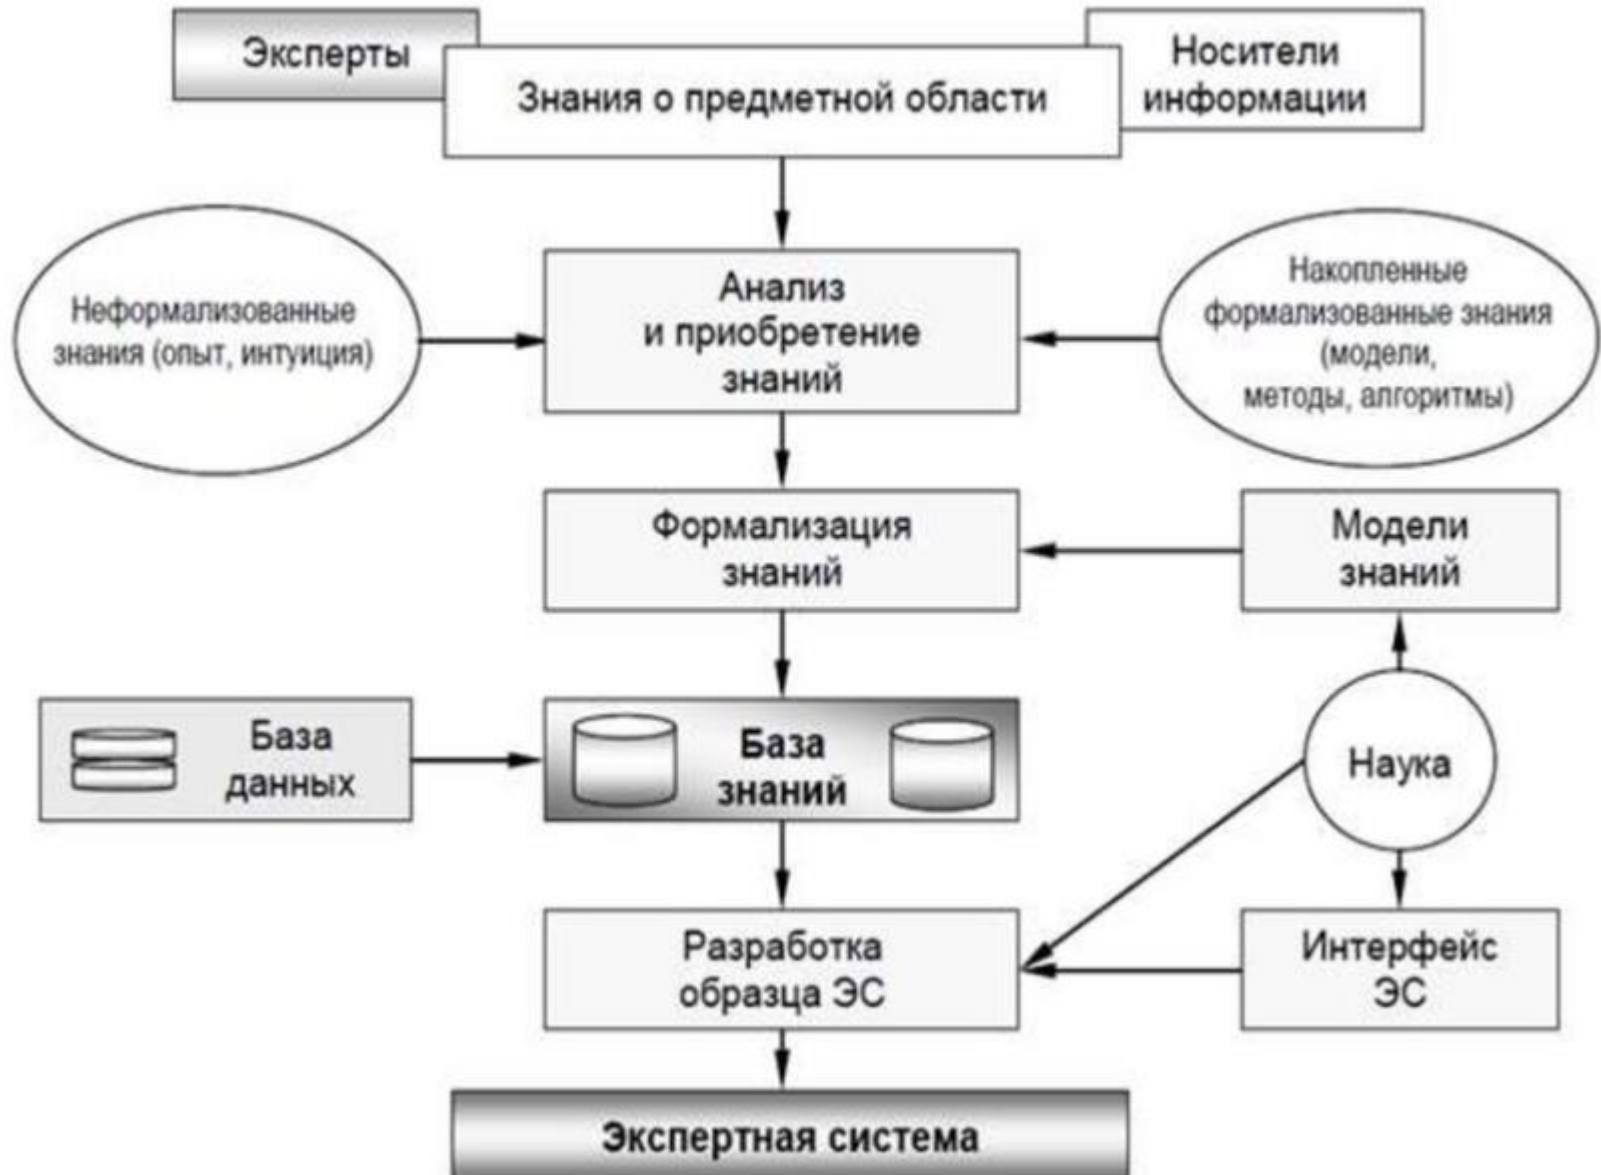 Эксперты
Носители
информации
Знания о предметной области
Неформализованные
знания (опыт, интуиция)
Анализ
и приобретение
знаний
Накопленные
формализованные знания
(модели,
методы, алгоритмы)
Формализация
знаний
Модели
знаний
База
данных
База
знаний
Наука
Разработка
образца ЭС
Интерфейс
ЭС
Экспертная система